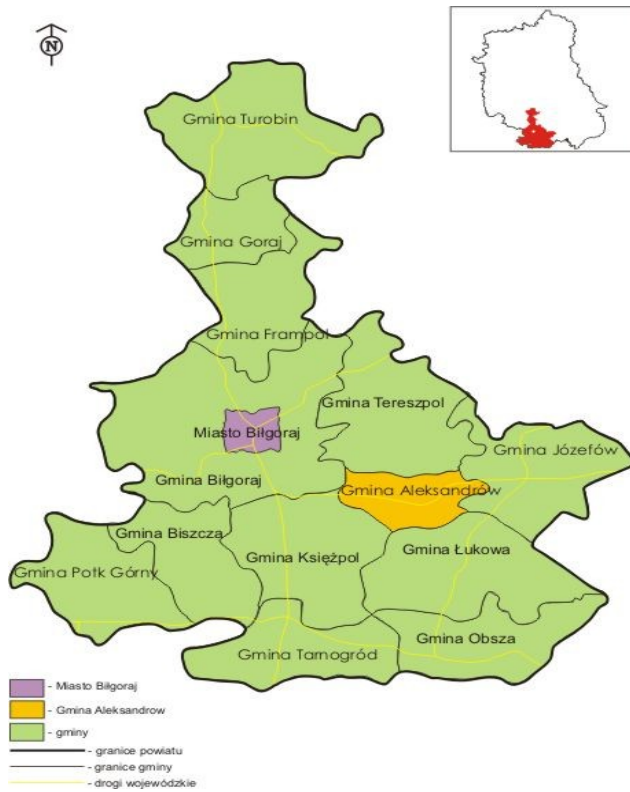 N
Gmina Turobin
Gmina Goraj
Gmina Frampol
Gmina Tereszpol
Miasto Biłgoraj
Gmina Józefów
Gmina Biłgoraj
Gmina Aleksandrów
Gmina Biszcza
Gmina Księżpol
Gmina Łukowa
Gmina Potk Górny
Gmina Obsza
Gmina Tarnogród
- Miasto Biłgoraj
- Gmina Aleksandrow
- gminy
- granice powiatu
- granice gminy
- drogi wojewódzkie